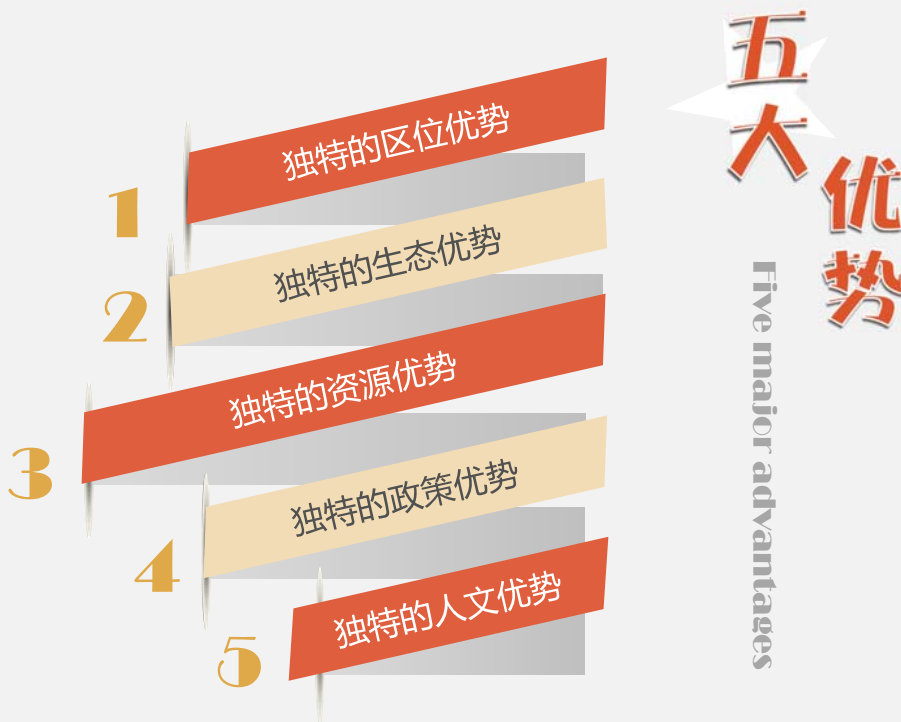 五大
优势
Five major advantages
1
独特的区位优势
2
独特的生态优势
3
独特的资源优势
4
独特的政策优势
5
独特的人文优势